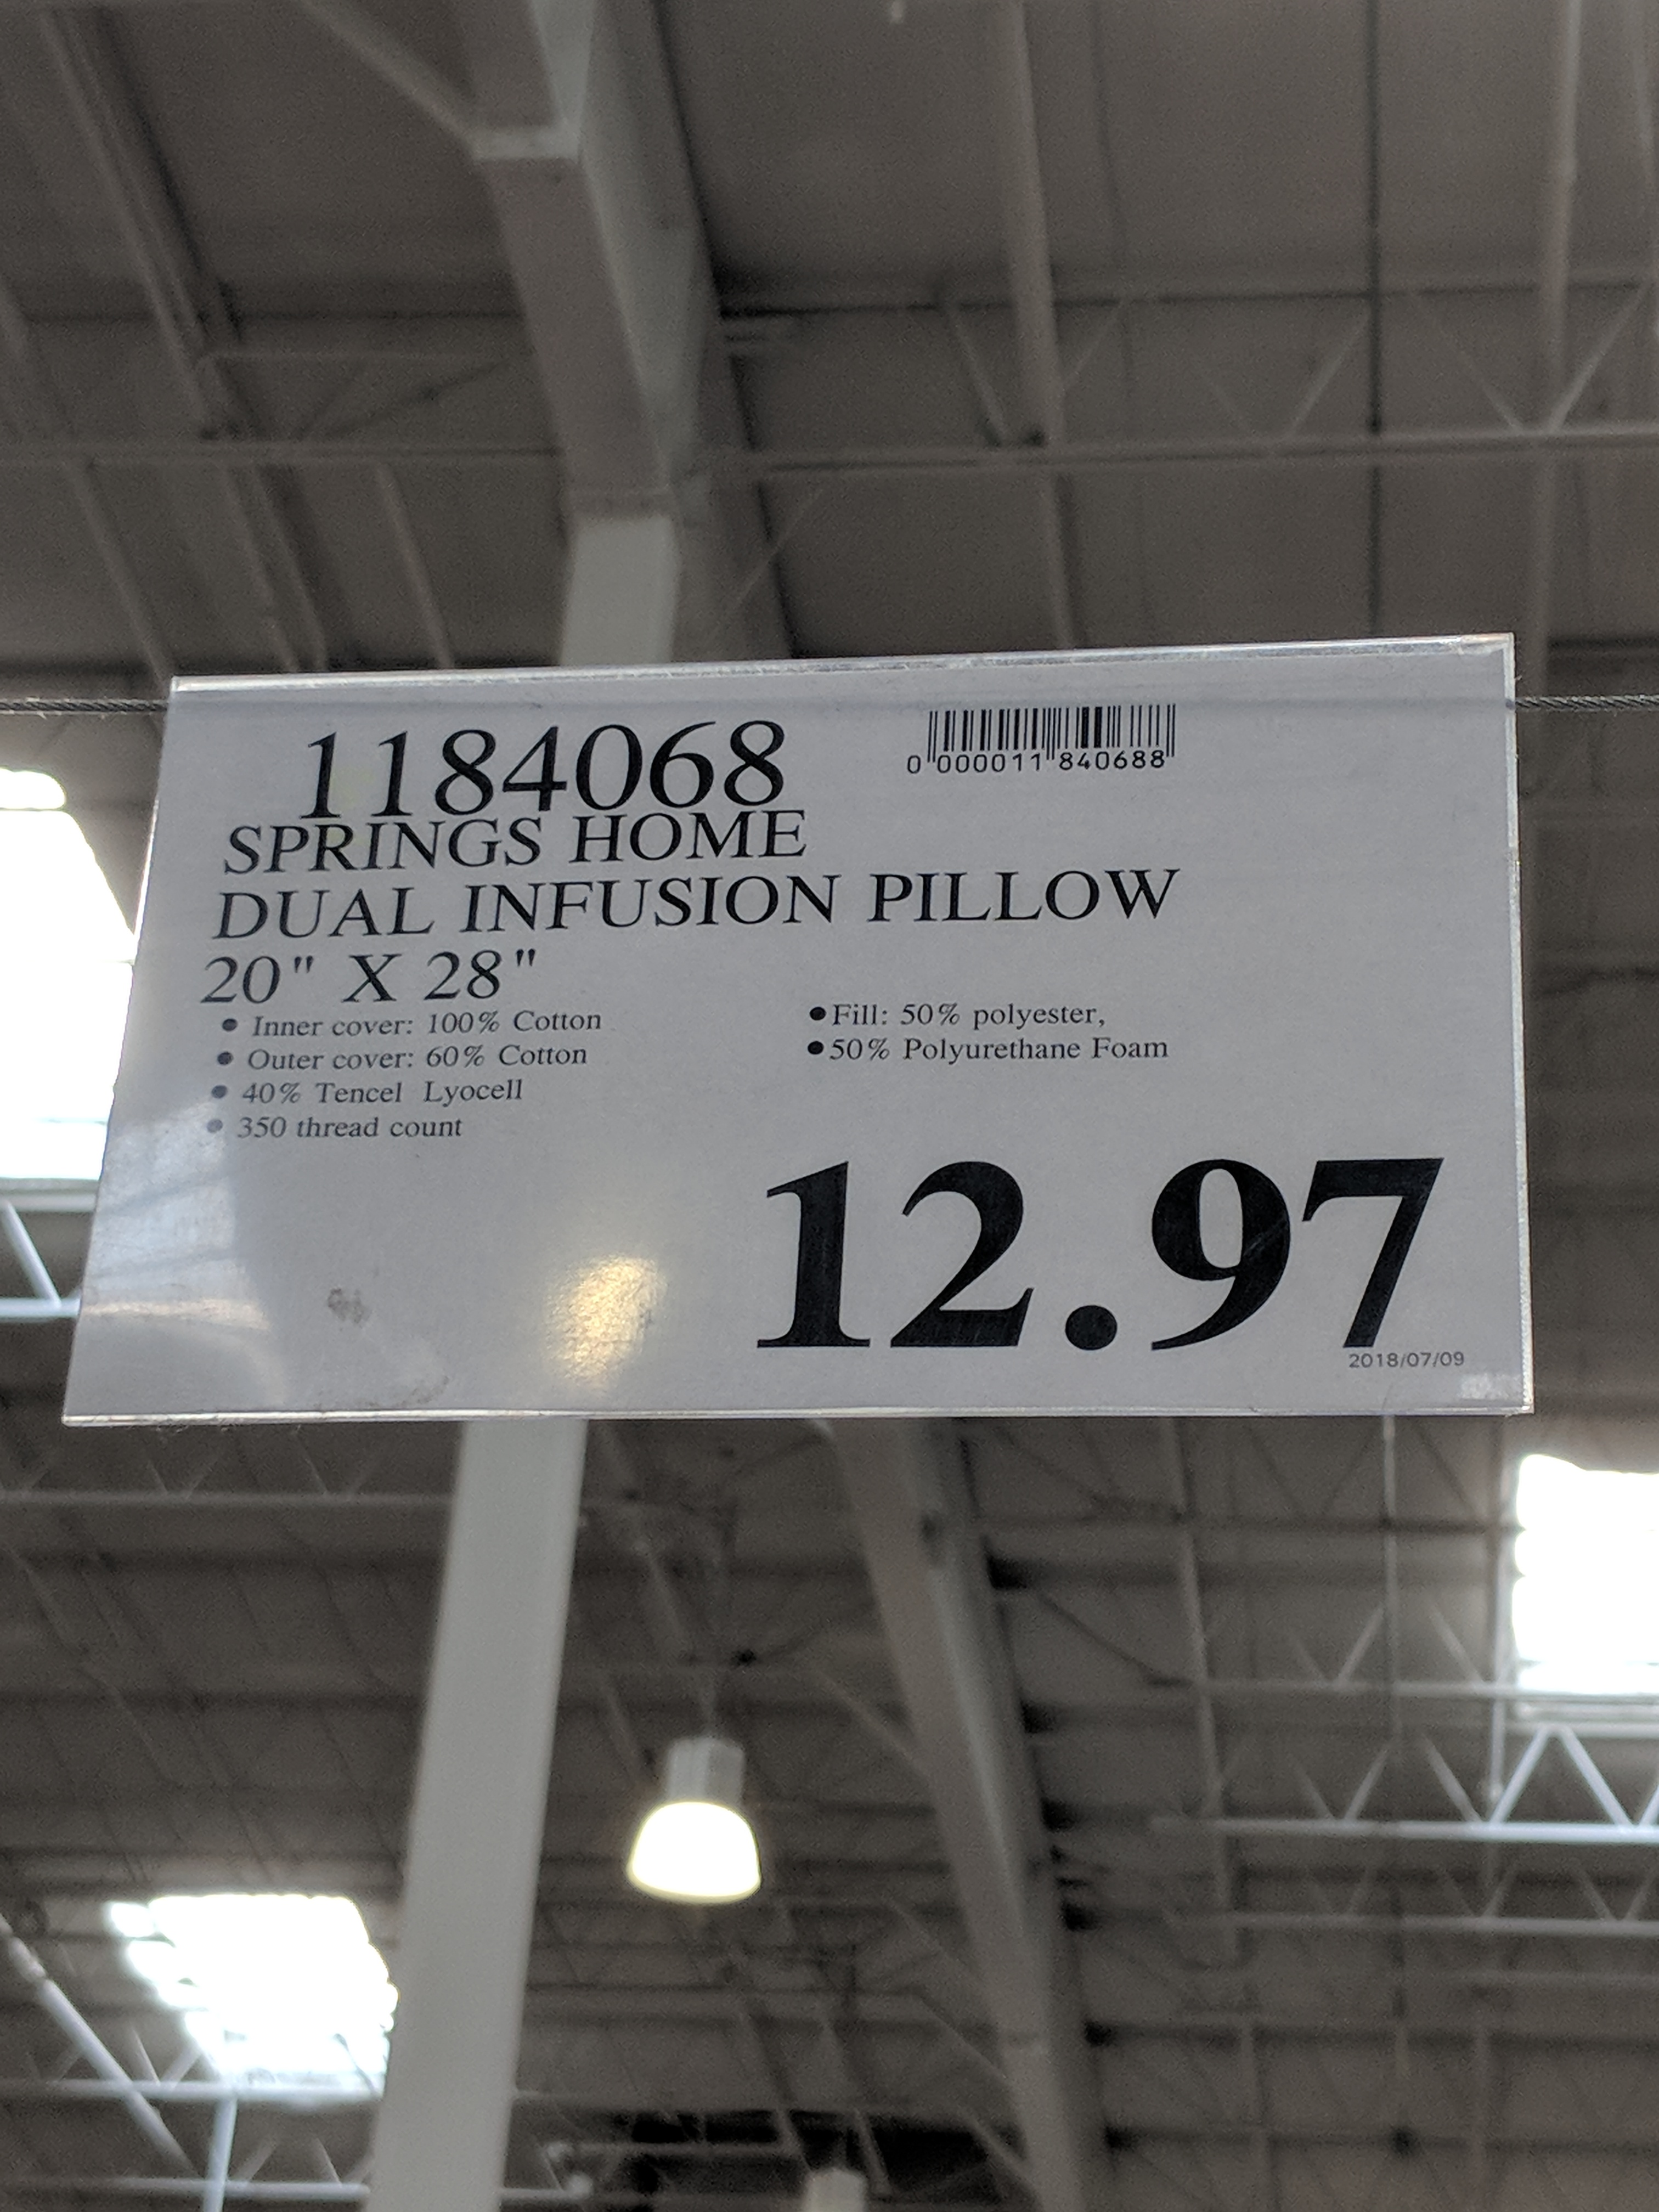 1184068
0 000011 840688
SPRINGS HOME
DUAL INFUSION PILLOW
20" X 28"
• Inner cover: 100% Cotton
• Outer cover: 60% Cotton
• 40% Tencel Lyocell
• 350 thread count
•Fill: 50% polyester,
•50% Polyurethane Foam
12.97
2018/07/09